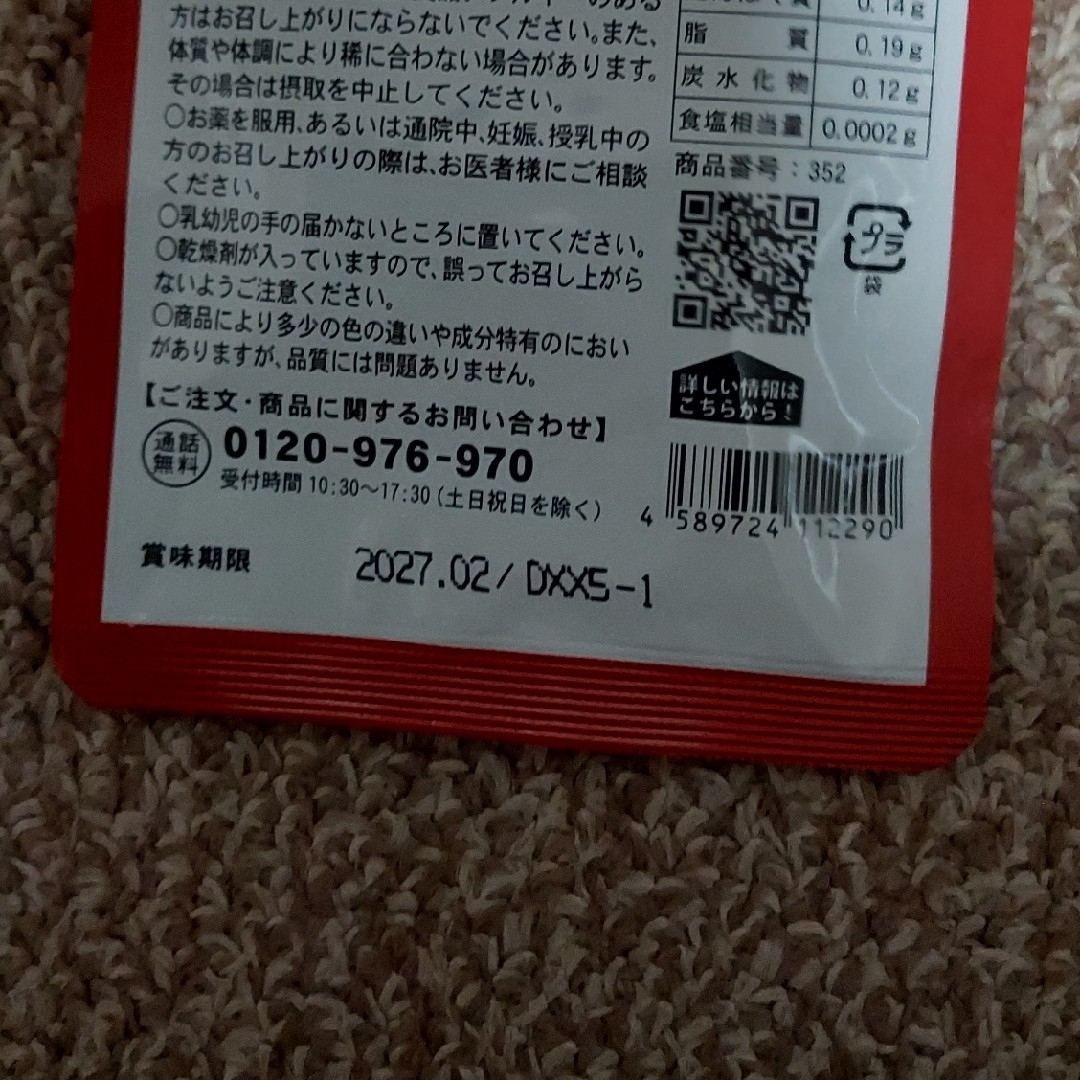 方はお召し上がりにならないでください。また、
体質や体調により稀に合わない場合があります。
その場合は摂取を中止してください。
○お薬を服用、あるいは通院中、妊娠、授乳中の
方のお召し上がりの際は、お医者様にご相談
ください。
○乳幼児の手の届かないところに置いてください。
○乾燥剤が入っていますので、誤ってお召し上がら
ないようご注意ください。
○商品により多少の色の違いや成分特有のにおい
がありますが、品質には問題ありません。
【ご注文・商品に関するお問い合わせ】
通話無料 0120-976-970
受付時間 10:30〜17:30（土日祝日を除く）
賞味期限 2027.02/DXXS-1
0.14g
脂質 0.19g
炭水化物 0.12g
食塩相当量 0.0002g
商品番号：352
プラ
袋
詳しい情報は
こちらから！
4 589724 112290